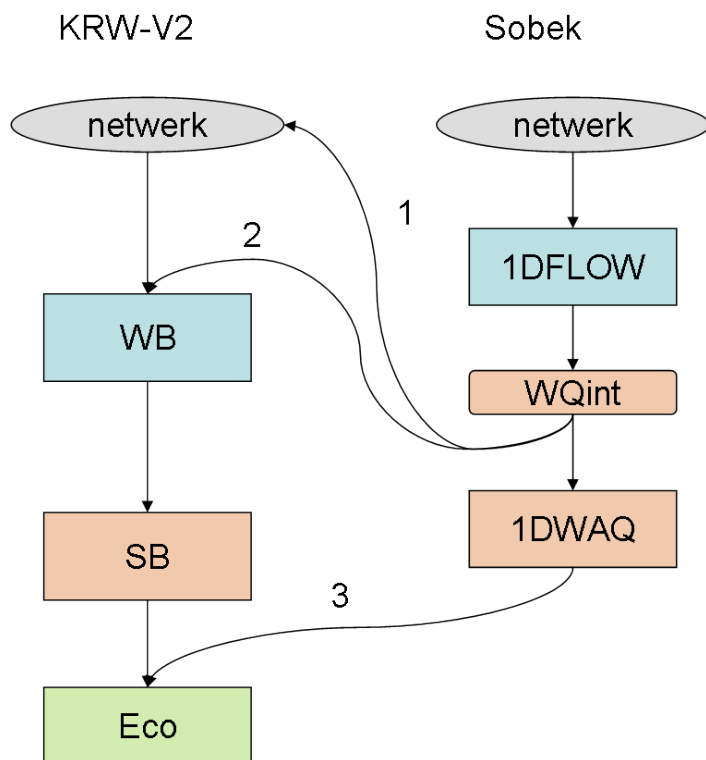 KRW-V2
Sobek
netwerk
netwerk
1
2
1DFLOW
WB
WQint
1DWAQ
SB
3
Eco